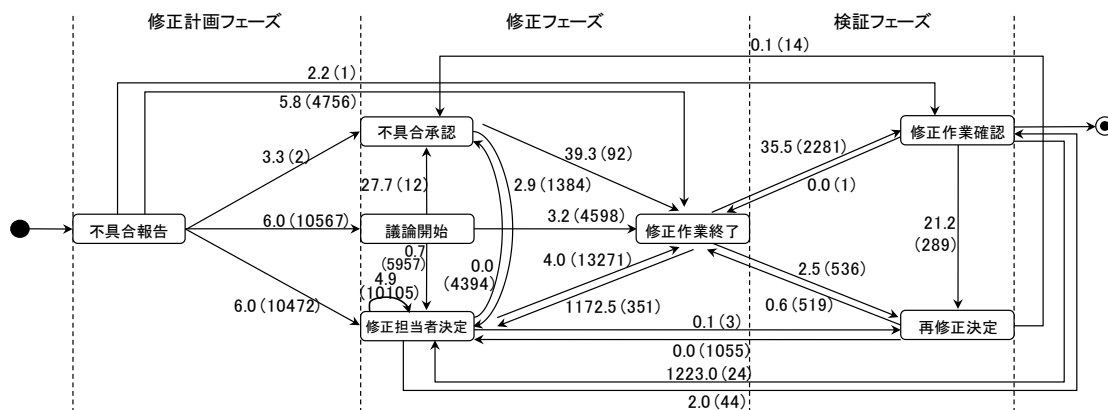 修正計画フェーズ
修正フェーズ
検証フェーズ
0.1 (14)
2.2 (1)
5.8 (4756)
不具合承認
修正作業確認
39.3 (92)
35.5 (2281)
3.3 (2)
27.7 (12)
2.9 (1384)
0.0 (1)
6.0 (10567)
3.2 (4598)
21.2
(289)
不具合報告
議論開始
修正作業終了
0.7
(5957)
0.0
(4394)
4.0 (13271)
2.5 (536)
4.9
(10105)
6.0 (10472)
1172.5 (351)
0.6 (519)
修正担当者決定
0.1 (3)
再修正決定
0.0 (1055)
1223.0 (24)
2.0 (44)